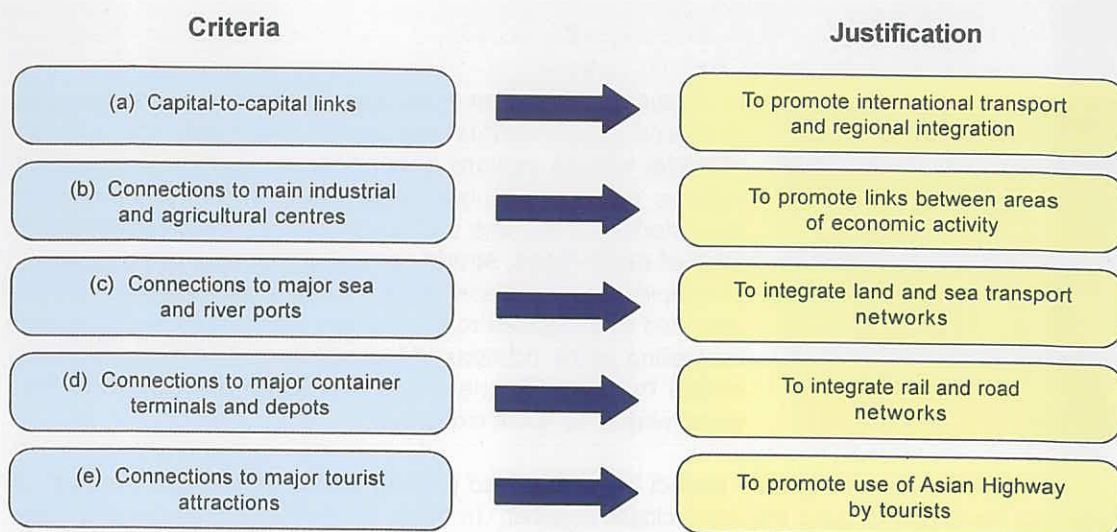 Criteria
Justification
(a) Capital-to-capital links
To promote international transport
and regional integration
(b) Connections to main industrial
and agricultural centres
To promote links between areas
of economic activity
(c) Connections to major sea
and river ports
To integrate land and sea transport
networks
(d) Connections to major container
terminals and depots
To integrate rail and road
networks
(e) Connections to major tourist
attractions
To promote use of Asian Highway
by tourists